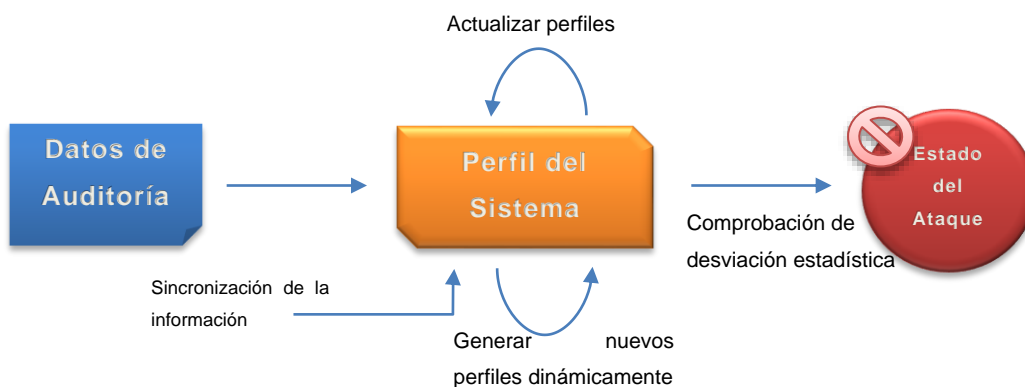 Actualizar perfiles
Datos de
Auditoría
Perfil del
Sistema
Estado
del
Ataque
Comprobación de
desviación estadística
Sincronización de la
información
Generar nuevos
perfiles dinámicamente